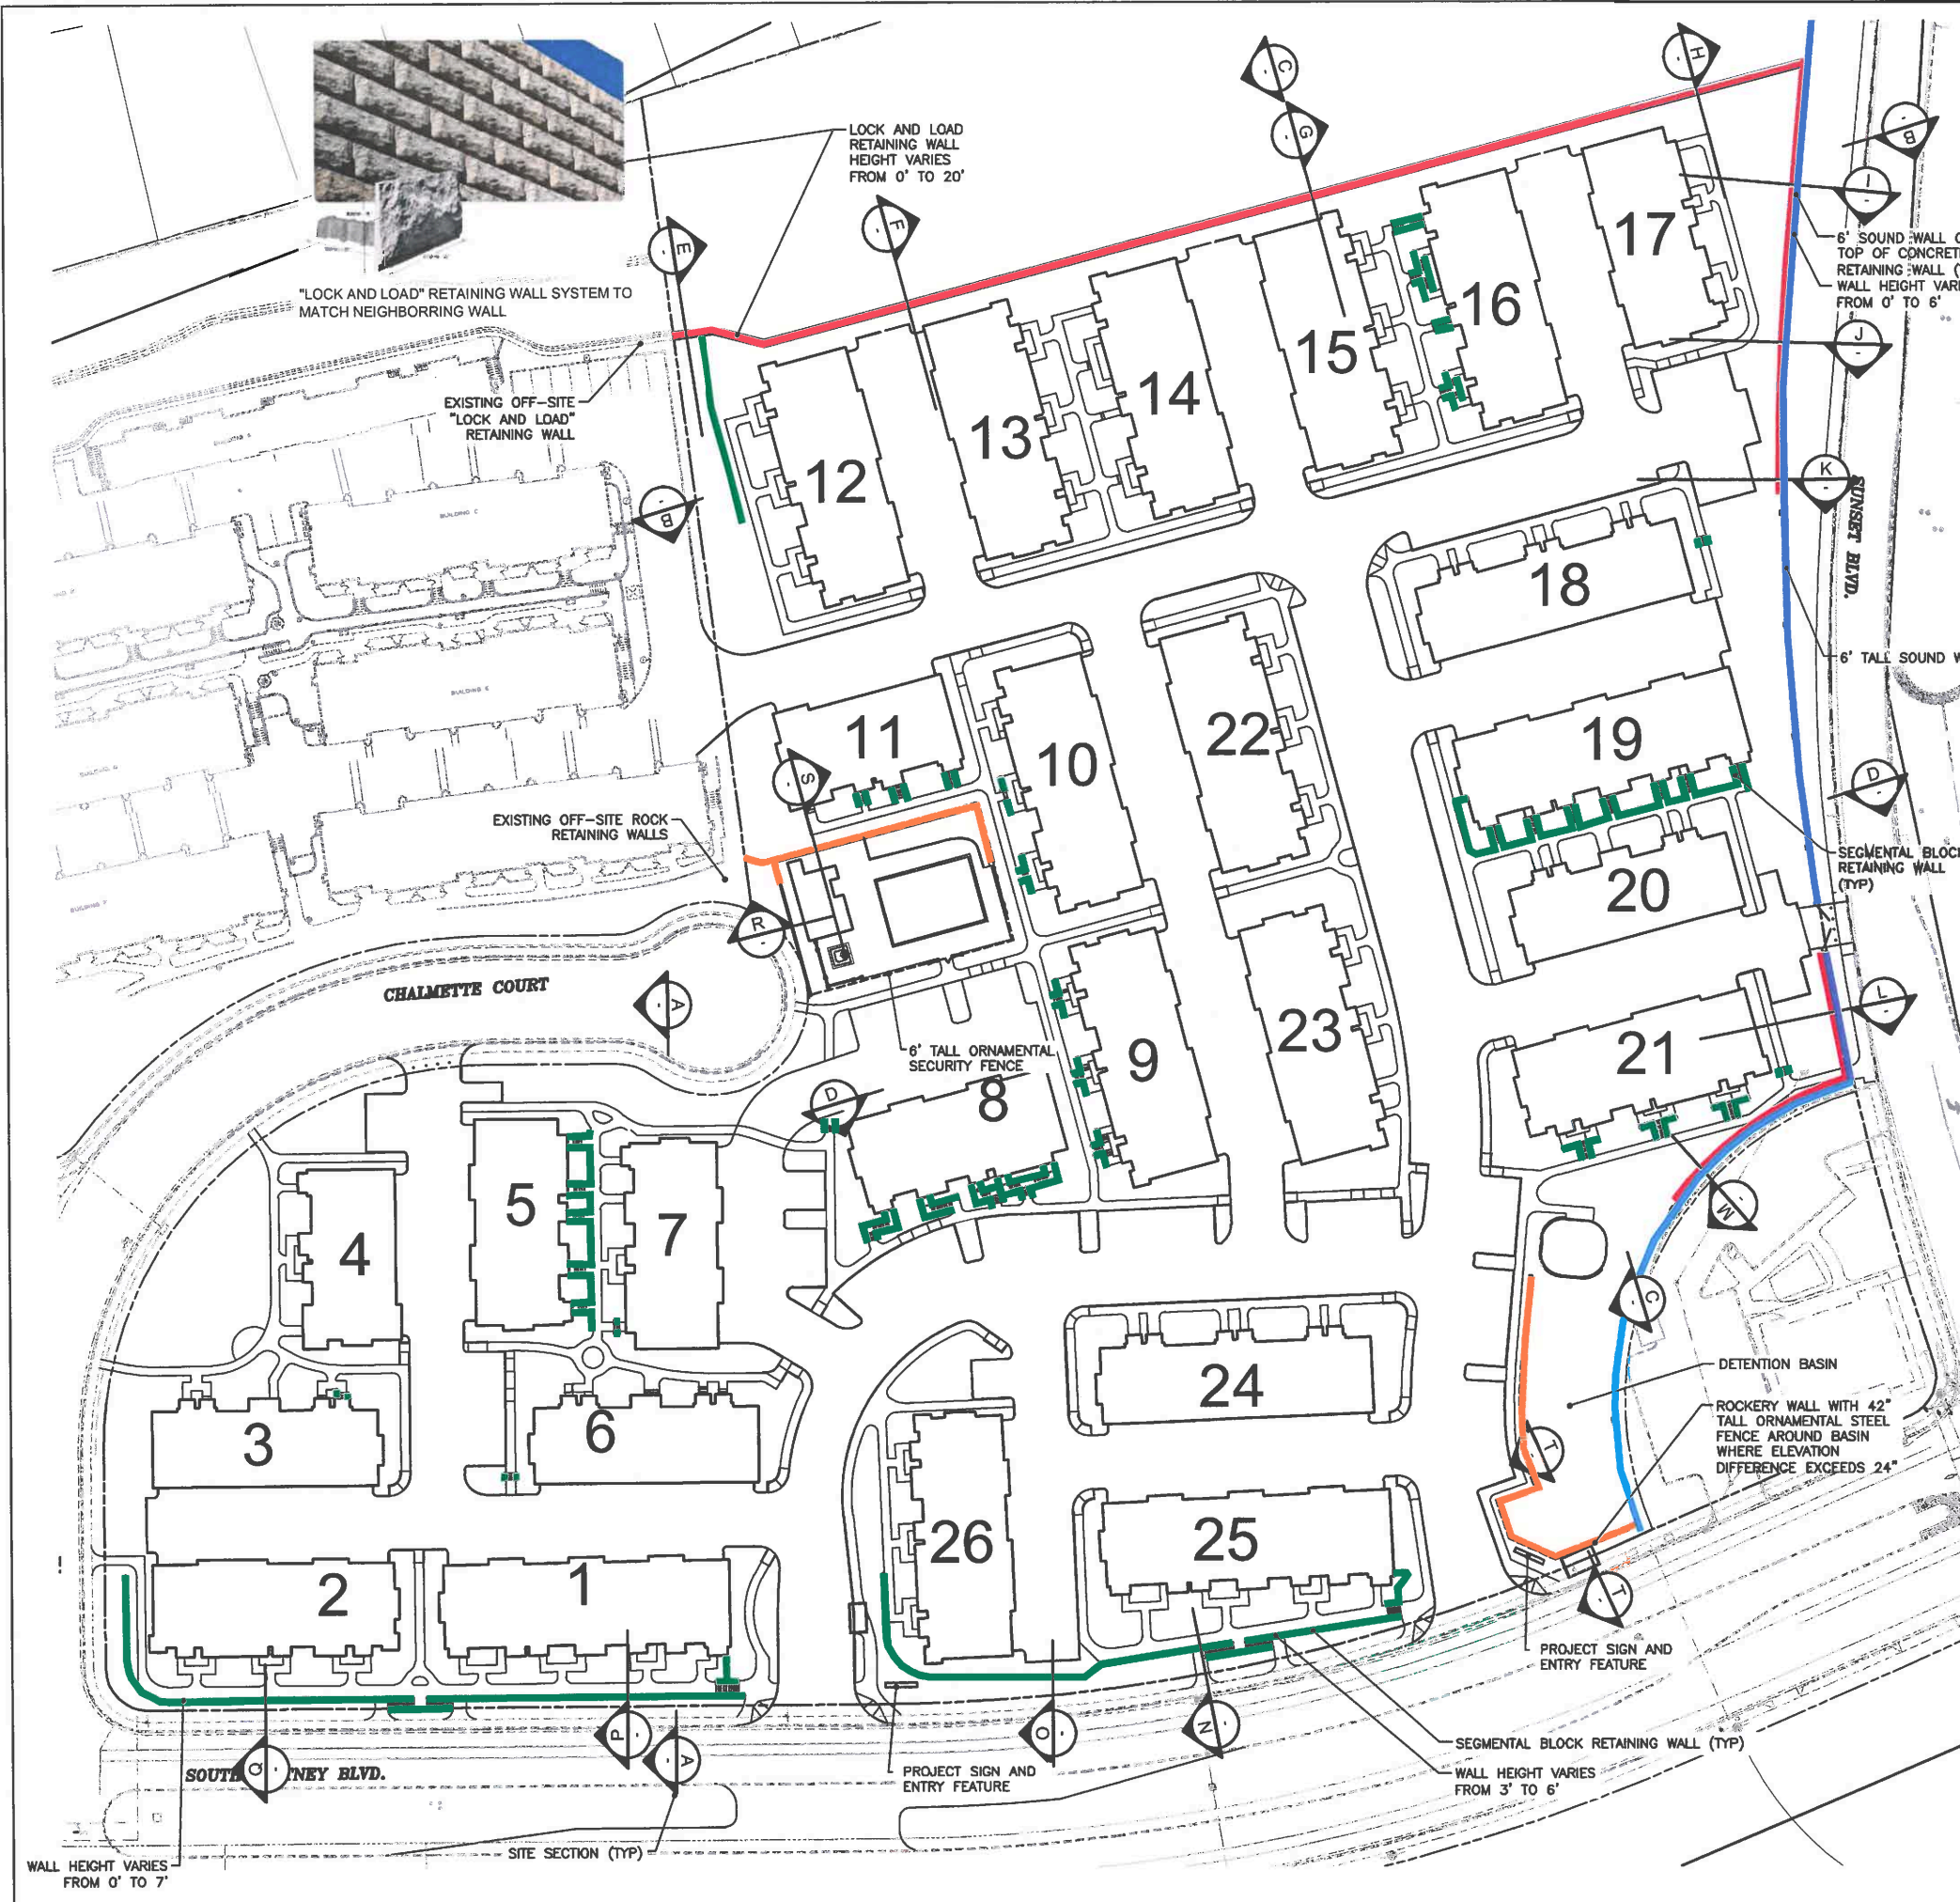 LOCK AND LOAD
RETAINING WALL
HEIGHT VARIES
FROM 0' TO 20'
"LOCK AND LOAD" RETAINING WALL SYSTEM TO
MATCH NEIGHBORRING WALL
EXISTING OFF-SITE
"LOCK AND LOAD"
RETAINING WALL
C
G
H
B
I
6' SOUND WALL
TOP OF
RETAINING WALL
WALL HEIGHT
FROM 0' TO 6'
J
E
F
17
16
15
14
13
12
B
K
SUNSET BLVD.
BUILDING C
18
6' TALL SOUND
BUILDING E
11
10
22
19
S
D
EXISTING OFF-SITE ROCK
RETAINING WALLS
SEGMENTAL
RETAINING WALL
(TYP)
20
BUILDING F
R
CHALMETTE COURT
A
L
6' TALL ORNAMENTAL
SECURITY FENCE
9
23
21
8
D
M
5
7
4
C
24
DETENTION BASIN
ROCKERY WALL WITH 42"
TALL ORNAMENTAL STEEL
FENCE AROUND BASIN
WHERE ELEVATION
DIFFERENCE EXCEEDS 24"
3
6
T
26
25
2
1
T
PROJECT SIGN AND
ENTRY FEATURE
Q
P
A
O
N
SOUTH
BLVD.
PROJECT SIGN AND
ENTRY FEATURE
SEGMENTAL BLOCK RETAINING WALL (TYP)
WALL HEIGHT VARIES
FROM 3' TO 6'
SITE SECTION (TYP)
WALL HEIGHT VARIES
FROM 0' TO 7'